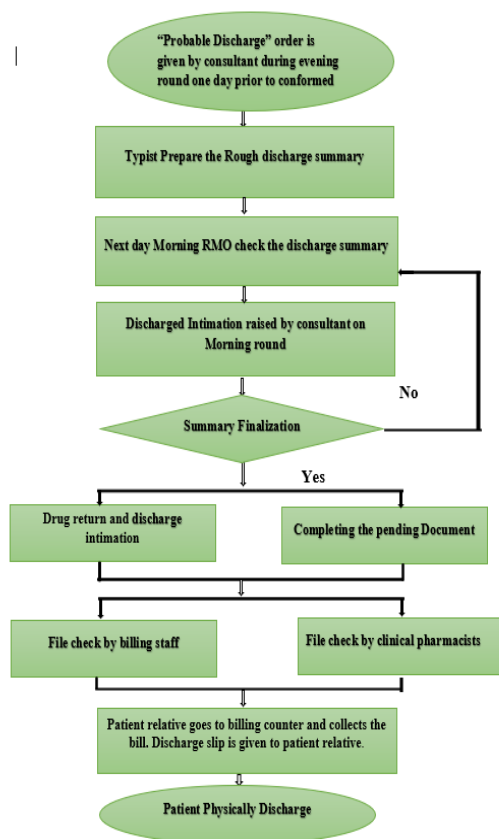 “Probable Discharge” order is
given by consultant during evening
round one day prior to conformed
Typist Prepare the Rough discharge summary
Next day Morning RMO check the discharge summary
Discharged Intimation raised by consultant on
Morning round
No
Summary Finalization
Yes
Drug return and discharge
intimation
Completing the pending Document
File check by billing staff
File check by clinical pharmacists
Patient relative goes to billing counter and collects the
bill. Discharge slip is given to patient relative.
Patient Physically Discharge